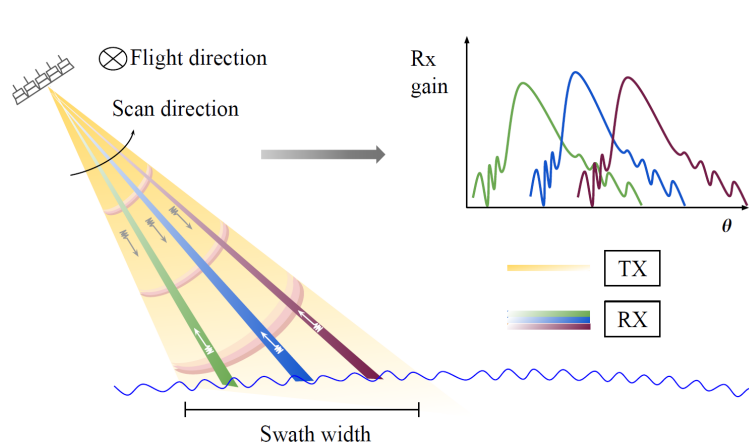 Flight direction
Scan direction
Rx
gain
θ
TX
RX
Swath width